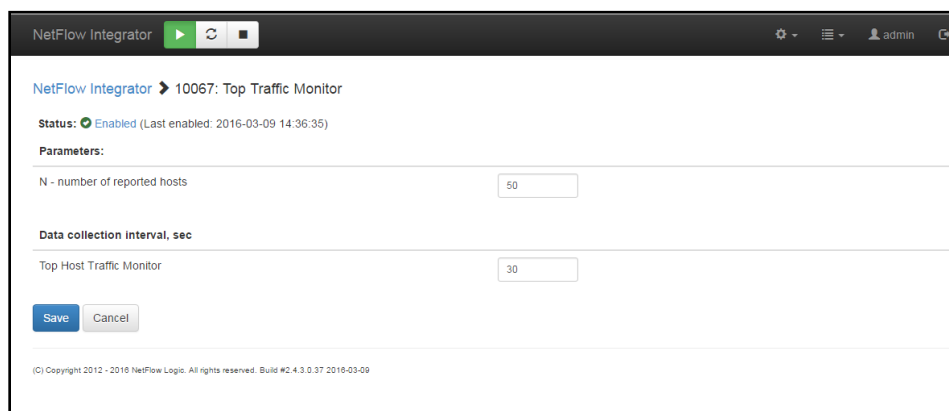 NetFlow Integrator admin
NetFlow Integrator > 10067: Top Traffic Monitor
Status: Enabled (Last enabled: 2016-03-09 14:36:35)
Parameters:
N - number of reported hosts 50
Data collection interval, sec
Top Host Traffic Monitor 30
Save Cancel
(C) Copyright 2012 - 2016 NetFlow Logic. All rights reserved. Build #2.4.3.0.37 2016-03-09